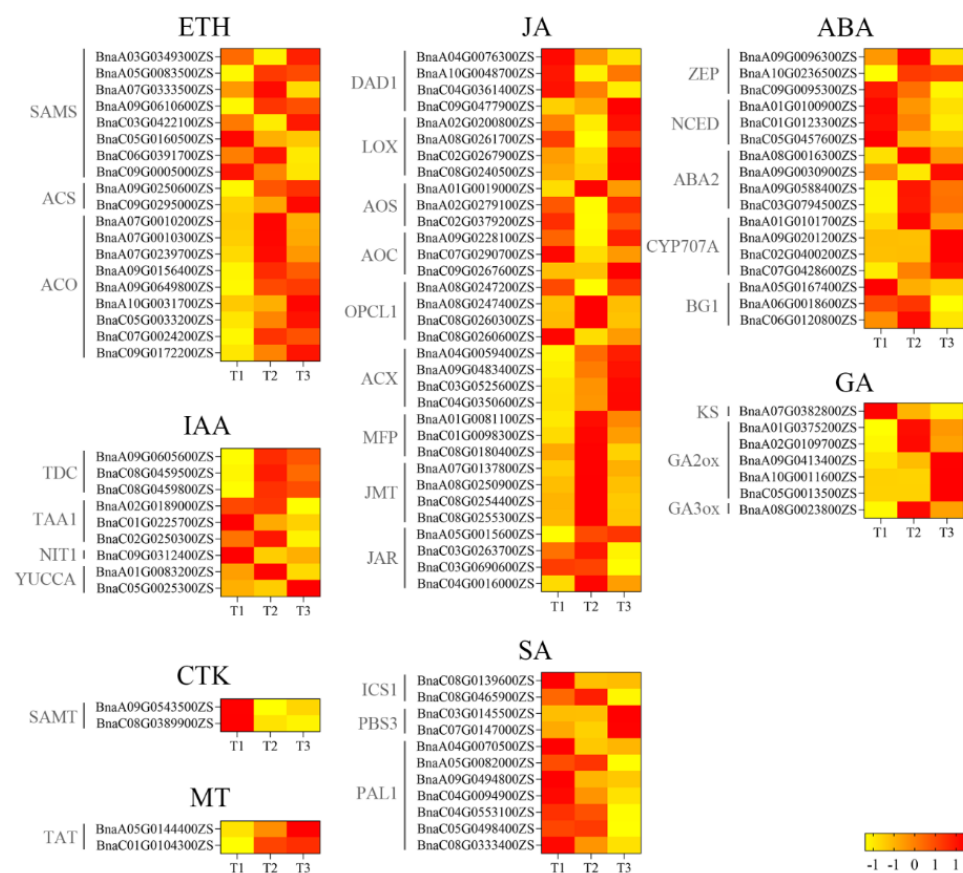 ETH
SAMS
BnaA03G0349300ZS
BnaA05G0083500ZS
BnaA07G0333500ZS
BnaA09G0610600ZS
BnaC03G0422100ZS
BnaC05G0160500ZS
BnaC06G0391700ZS
BnaC09G0005000ZS
ACS
BnaA09G0250600ZS
BnaC09G0295000ZS
ACO
BnaA07G0010200ZS
BnaA07G0010300ZS
BnaA07G0239700ZS
BnaA09G0156400ZS
BnaA09G0649800ZS
BnaA10G0031700ZS
BnaC05G0033200ZS
BnaC07G0024200ZS
BnaC09G0172200ZS
T1 T2 T3
IAA
TDC
BnaA09G0605600ZS
BnaC08G0459500ZS
BnaC08G0459800ZS
TAA1
BnaA02G0189000ZS
BnaC01G0225700ZS
BnaC02G0250300ZS
NIT1
BnaC09G0312400ZS
YUCCA
BnaA01G0083200ZS
BnaC05G0025300ZS
T1 T2 T3
CTK
SAMT
BnaA09G0543500ZS
BnaC08G0389900ZS
T1 T2 T3
MT
TAT
BnaA05G0144400ZS
BnaC01G0104300ZS
T1 T2 T3
JA
DAD1
BnaA04G0076300ZS
BnaA10G0048700ZS
BnaC04G0361400ZS
BnaC09G0477900ZS
LOX
BnaA02G0200800ZS
BnaA08G0261700ZS
BnaC02G0267900ZS
BnaC08G0240500ZS
AOS
BnaA01G0019000ZS
BnaA02G0279100ZS
BnaC02G0379200ZS
AOC
BnaA09G0228100ZS
BnaC07G0290700ZS
BnaC09G0267600ZS
OPCL1
BnaA08G0247200ZS
BnaA08G0247400ZS
BnaC08G0260300ZS
BnaC08G0260600ZS
ACX
BnaA04G0059400ZS
BnaA09G0483400ZS
BnaC03G0525600ZS
BnaC04G0350600ZS
MFP
BnaA01G0081100ZS
BnaC01G0098300ZS
BnaC08G0180400ZS
JMT
BnaA07G0137800ZS
BnaA08G0250900ZS
BnaC08G0254400ZS
BnaC08G0255300ZS
JAR
BnaA05G0015600ZS
BnaC03G0263700ZS
BnaC03G0690600ZS
BnaC04G0016000ZS
T1 T2 T3
SA
ICS1
BnaC08G0139600ZS
BnaC08G0465900ZS
PBS3
BnaC03G0145500ZS
BnaC07G0147000ZS
PAL1
BnaA04G0070500ZS
BnaA05G0082000ZS
BnaA09G0494800ZS
BnaC04G0094900ZS
BnaC04G0553100ZS
BnaC05G0498400ZS
BnaC08G0333400ZS
T1 T2 T3
ABA
ZEP
BnaA09G0096300ZS
BnaA10G0236500ZS
BnaC09G0095300ZS
NCED
BnaA01G0100900ZS
BnaC01G0123300ZS
BnaC05G0457600ZS
ABA2
BnaA08G0016300ZS
BnaA09G0030900ZS
BnaA09G0588400ZS
BnaC03G0794500ZS
CYP707A
BnaA01G0101700ZS
BnaA09G0201200ZS
BnaC02G0400200ZS
BnaC07G0428600ZS
BG1
BnaA05G0167400ZS
BnaA06G0018600ZS
BnaC06G0120800ZS
T1 T2 T3
GA
KS
BnaA07G0382800ZS
GA2ox
BnaA01G0375200ZS
BnaA02G0109700ZS
BnaA09G0413400ZS
BnaA10G0011600ZS
BnaC05G0013500ZS
GA3ox
BnaA08G0023800ZS
T1 T2 T3
-1 -1 0 1 1